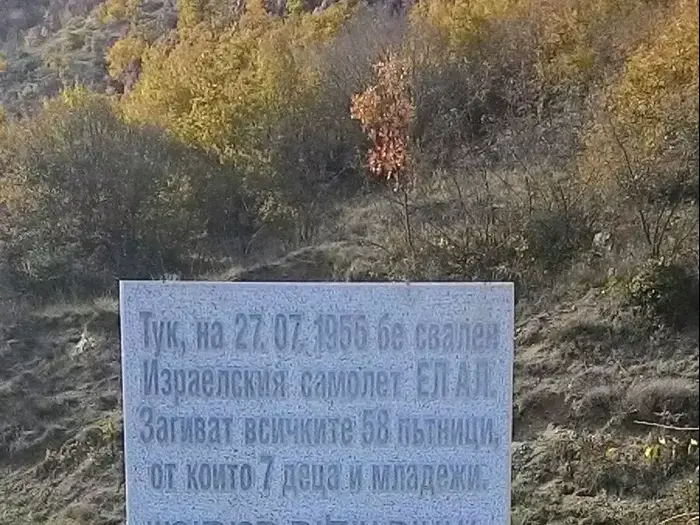 Тук, на 27. 07. 1955 бе свален
Израелския самолет ЕЛ АЛ.
Загиват всичките 58 пътници,
от които 7 деца и младежи.